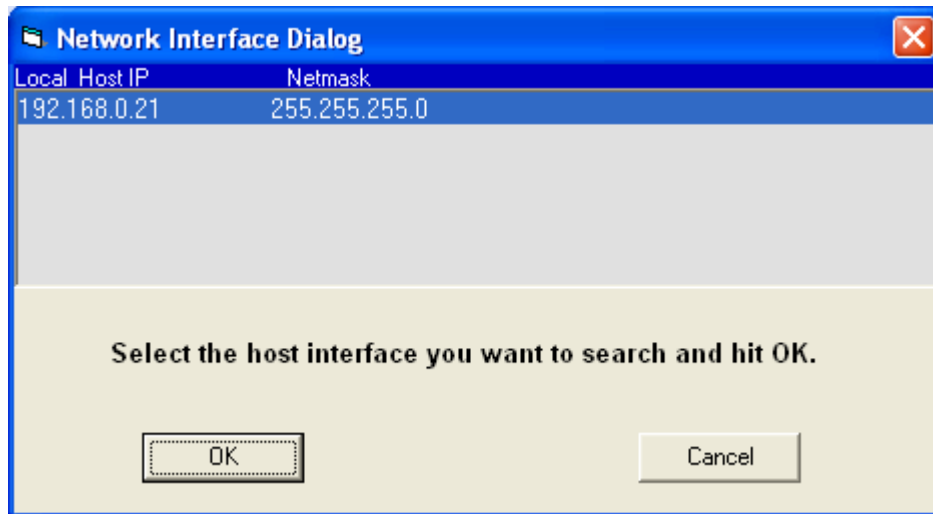 Network Interface Dialog
Local Host IP Netmask
192.168.0.21 255.255.255.0
Select the host interface you want to search and hit OK.
OK Cancel